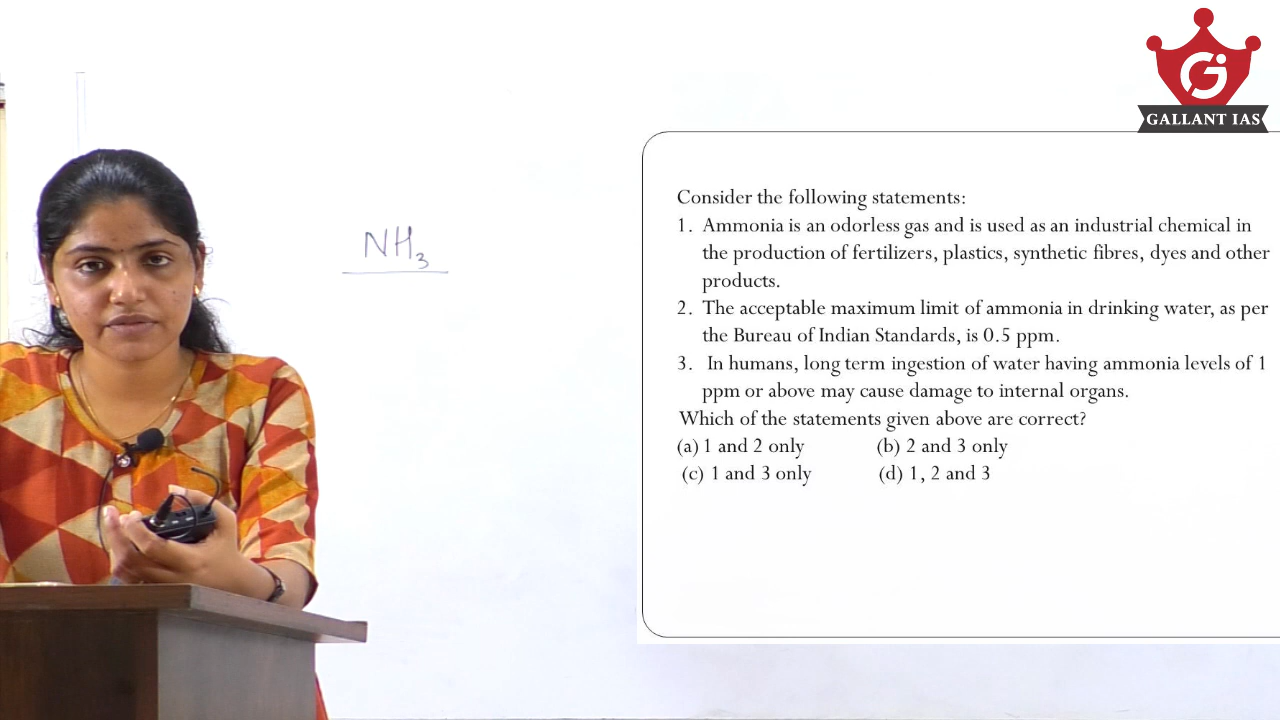 GALLANT IAS
NH3
Consider the following statements:
1. Ammonia is an odorless gas and is used as an industrial chemical in
the production of fertilizers, plastics, synthetic fibres, dyes and other
products.
2. The acceptable maximum limit of ammonia in drinking water, as per
the Bureau of Indian Standards, is 0.5 ppm.
3. In humans, long term ingestion of water having ammonia levels of 1
ppm or above may cause damage to internal organs.
Which of the statements given above are correct?
(a) 1 and 2 only (b) 2 and 3 only
(c) 1 and 3 only (d) 1, 2 and 3